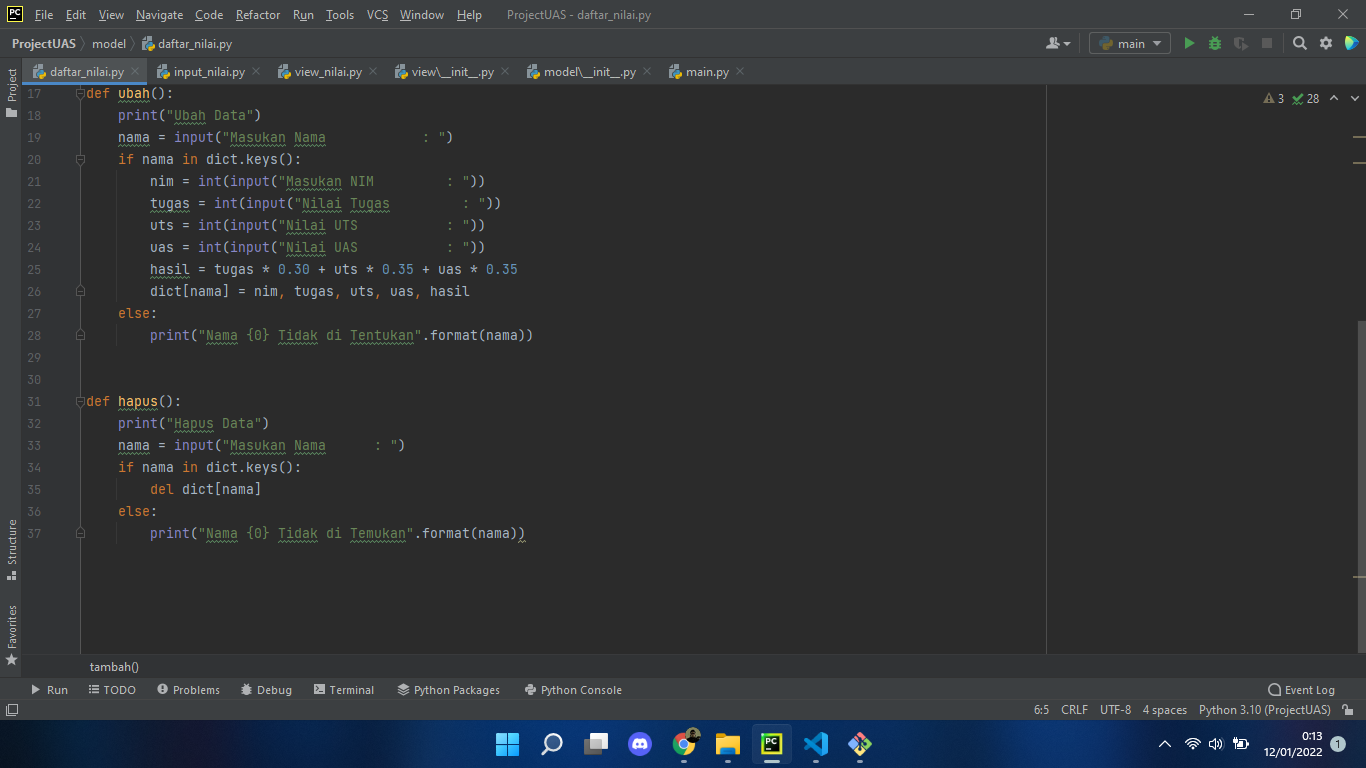 PC File Edit View Navigate Code Refactor Run Tools VCS Window Help ProjectUAS - daftar_nilai.py
ProjectUAS model daftar_nilai.py main
daftar_nilai.py input_nilai.py view_nilai.py view\__init__.py model\__init__.py main.py
Project
17 def ubah():
3 28
18     print("Ubah Data")
19     nama = input("Masukan Nama            : ")
20     if nama in dict.keys():
21         nim = int(input("Masukan NIM         : "))
22         tugas = int(input("Nilai Tugas         : "))
23         uts = int(input("Nilai UTS           : "))
24         uas = int(input("Nilai UAS           : "))
25         hasil = tugas * 0.30 + uts * 0.35 + uas * 0.35
26         dict[nama] = nim, tugas, uts, uas, hasil
27     else:
28         print("Nama {0} Tidak di Tentukan".format(nama))
29
30
31 def hapus():
32     print("Hapus Data")
33     nama = input("Masukan Nama      : ")
34     if nama in dict.keys():
35         del dict[nama]
36     else:
37         print("Nama {0} Tidak di Temukan".format(nama))
Structure
Favorites
tambah()
Run TODO Problems Debug Terminal Python Packages Python Console Event Log
6:5 CRLF UTF-8 4 spaces Python 3.10 (ProjectUAS)
PC
0:13
12/01/2022 1